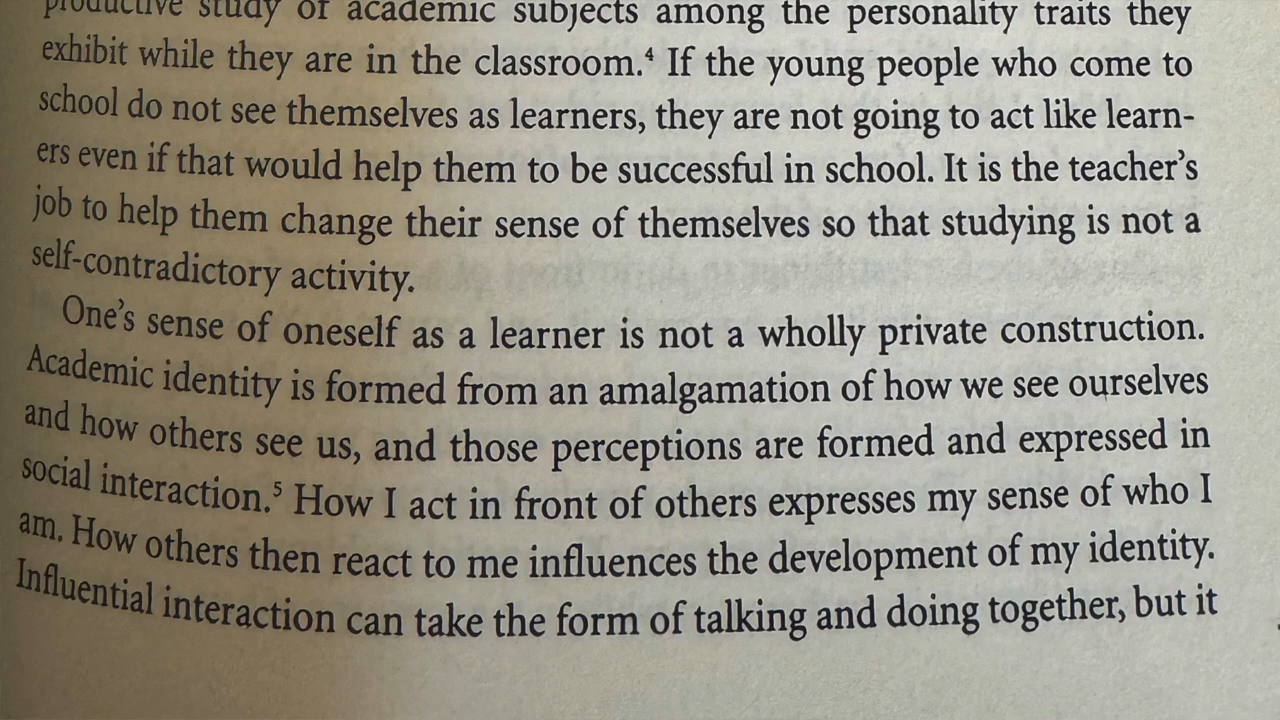 productive study of academic subjects among the personality traits they
exhibit while they are in the classroom.⁴ If the young people who come to
school do not see themselves as learners, they are not going to act like learn-
ers even if that would help them to be successful in school. It is the teacher’s
job to help them change their sense of themselves so that studying is not a
self-contradictory activity.
One’s sense of oneself as a learner is not a wholly private construction.
Academic identity is formed from an amalgamation of how we see ourselves
and how others see us, and those perceptions are formed and expressed in
social interaction.⁵ How I act in front of others expresses my sense of who I
am. How others then react to me influences the development of my identity.
Influential interaction can take the form of talking and doing together, but it